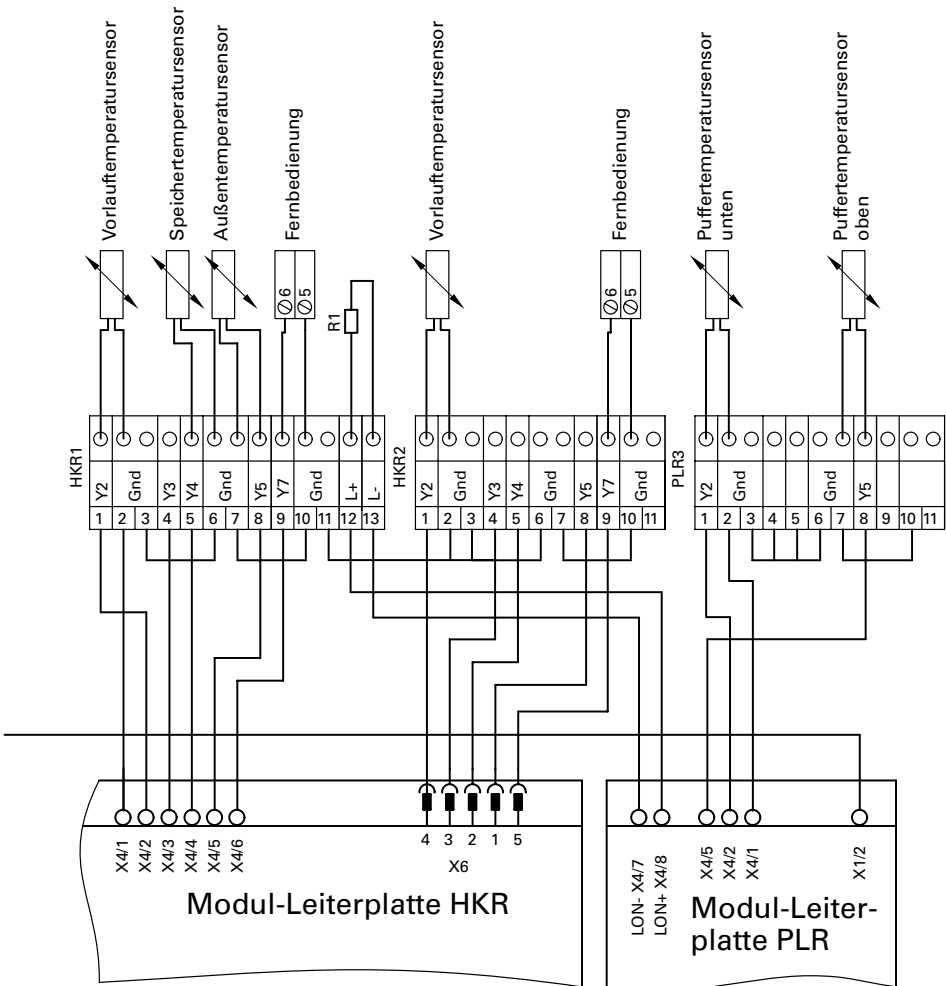 Vorlauftemperatursensor
Speichertemperatursensor
Außentemperatursensor
Fernbedienung
Vorlauftemperatursensor
Fernbedienung
Puffertemperatursensor
unten
Puffertemperatursensor
oben
6 5
R1
6 5
HKR1
Y2 Gnd Y3 Y4 Gnd Y5 Y7 Gnd L+ L-
1 2 3 4 5 6 7 8 9 10 11 12 13
HKR2
Y2 Gnd Y3 Y4 Gnd Y5 Y7 Gnd
1 2 3 4 5 6 7 8 9 10 11
PLR3
Y2 Gnd Gnd Y5
1 2 3 4 5 6 7 8 9 10 11
X4/1 X4/2 X4/3 X4/4 X4/5 X4/6
4 3 2 1 5
X6
Modul-Leiterplatte HKR
LON- X4/7
LON+ X4/8
X4/5 X4/2 X4/1
X1/2
Modul-Leiter-
platte PLR